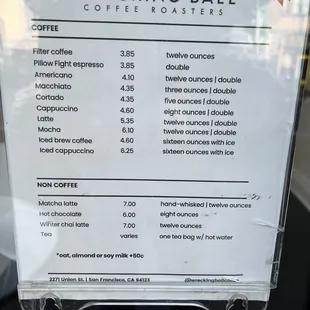 BALL
COFFEE ROASTERS
COFFEE
Filter coffee 3.85 twelve ounces
Pillow Fight espresso 3.85 double
Americano 4.10 twelve ounces | double
Macchiato 4.35 three ounces | double
Cortado 4.35 five ounces | double
Cappuccino 4.60 eight ounces | double
Latte 5.35 twelve ounces | double
Mocha 6.10 twelve ounces | double
Iced brew coffee 4.60 sixteen ounces with ice
Iced cappuccino 6.25 sixteen ounces with ice
NON COFFEE
Matcha latte 7.00 hand-whisked | twelve ounces
Hot chocolate 6.00 eight ounces
chai latte 7.00 twelve ounces
Tea varies one tea bag w/ hot water
*oat, almond or soy milk +50c
2271 Union St. | San Francisco, CA 94123